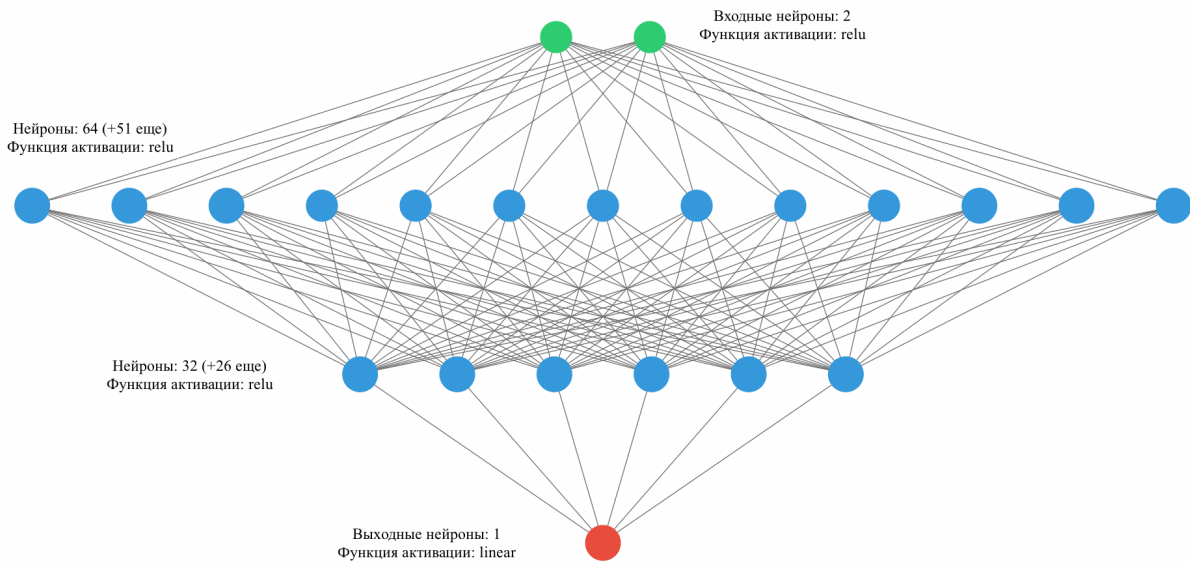 Входные нейроны: 2
Функция активации: relu
Нейроны: 64 (+51 еще)
Функция активации: relu
Нейроны: 32 (+26 еще)
Функция активации: relu
Выходные нейроны: 1
Функция активации: linear